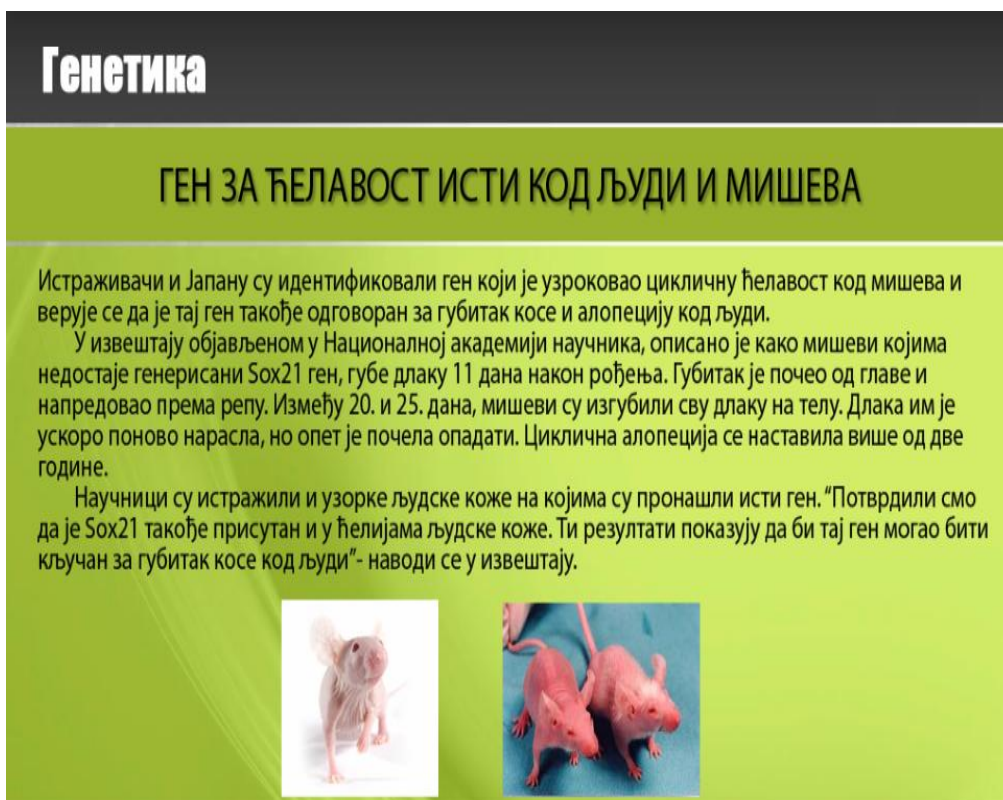 Генетика
ГЕН ЗА ЋЕЛАВОСТ ИСТИ КОД ЉУДИ И МИШЕВА
Истраживачи и Јапану су идентификовали ген који је узроковао цикличну ћелавост код мишева и
верује се да је тај ген такође одговоран за губитак косе и алопецију код људи.
У извештају објављеном у Националној академији научника, описано је како мишеви којима
недостаје генерисани Sox21 ген, губе длаку 11 дана након рођења. Губитак је почео од главе и
напредовао према репу. Између 20. и 25. дана, мишеви су изгубили сву длаку на телу. Длака им је
ускоро поново нарасла, но опет је почела опадати. Циклична алопеција се наставила више од две
године.
Научници су истражили и узорке људске коже на којима су пронашли исти ген. “Потврдили смо
да је Sox21 такође присутан и у ћелијама људске коже. Ти резултати показују да би тај ген могао бити
кључан за губитак косе код људи”- наводи се у извештају.